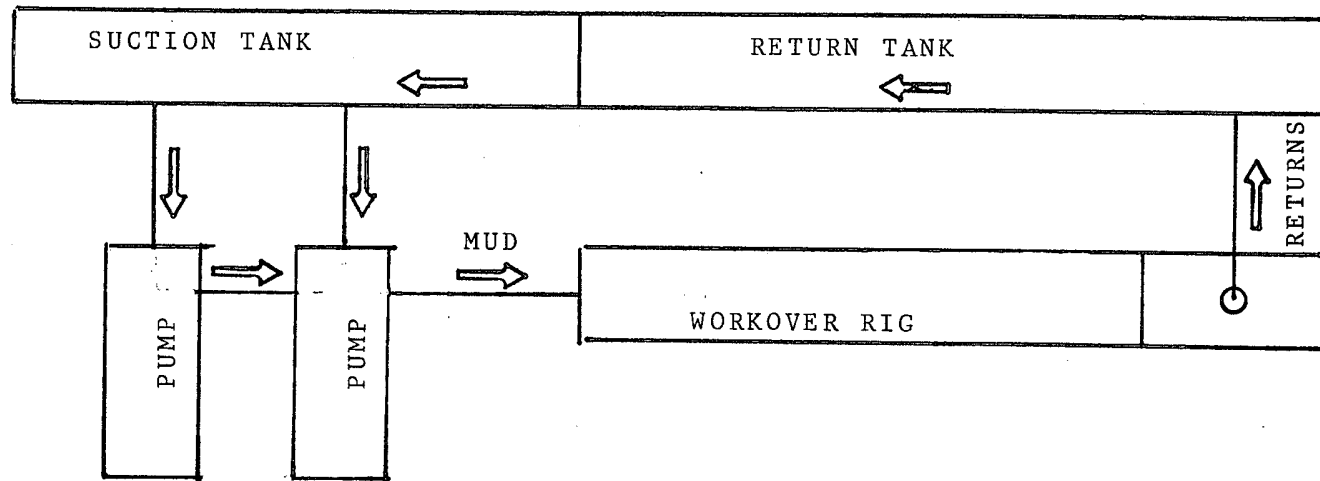 SUCTION TANK
RETURN TANK
RETURNS
MUD
PUMP
PUMP
WORKOVER RIG